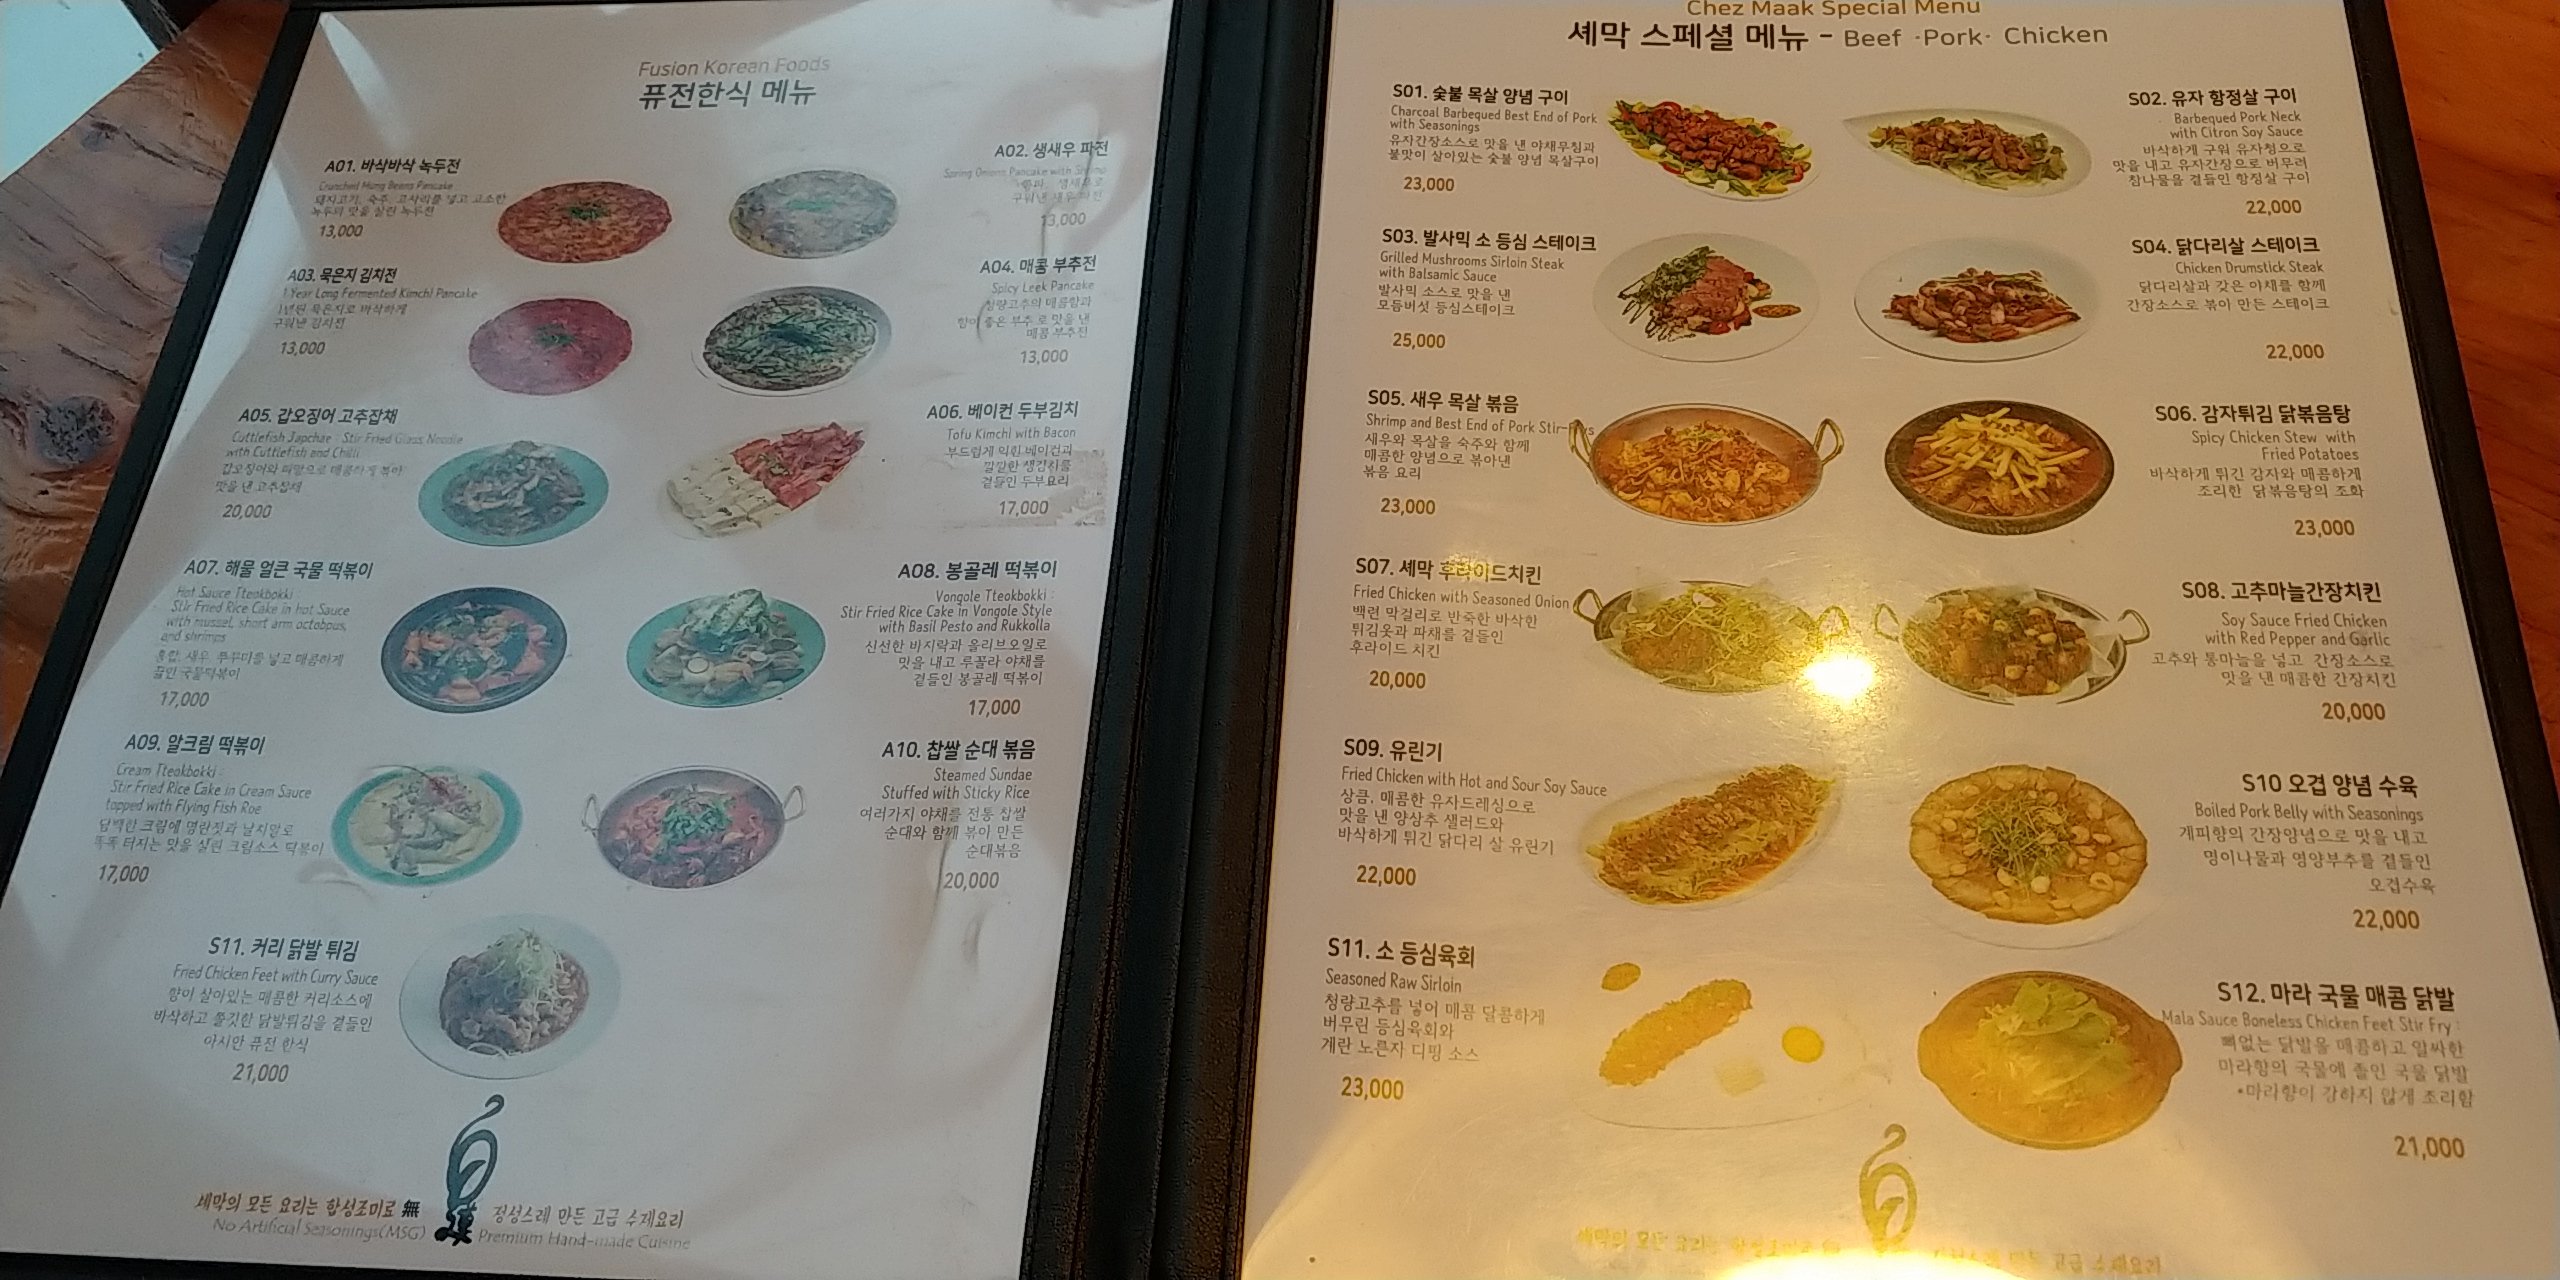 Fusion Korean Foods
퓨전한식 메뉴
A01. 바삭바삭 녹두전
Crunched Mung Beans Pancake
돼지고기, 숙주, 고사리를 넣고 고소한
녹두의 맛을 살린 녹두전
13,000
A02. 생새우 파전
Spring Onions Pancake with Shrimp
생새우로
구워낸 새우파전
13,000
A03. 묵은지 김치전
1 Year Long Fermented Kimchi Pancake
1년된 묵은지로 바삭하게
구워낸 김치전
13,000
A04. 매콤 부추전
Spicy Leek Pancake
청량고추의 매콤함과
향이 좋은 부추로 맛을 낸
매콤 부추전
13,000
A05. 갑오징어 고추잡채
Cuttlefish Japchae : Stir Fried Glass Noodle
with Cuttlefish and Chilli
갑오징어와 피망으로 매콤하게 볶아
맛을 낸 고추잡채
20,000
A06. 베이컨 두부김치
Tofu Kimchi with Bacon
부드럽게 익힌 베이컨과
깔깔한 생김치를
곁들인 두부요리
17,000
A07. 해물 얼큰 국물 떡볶이
Hot Sauce Tteokbokki :
Stir Fried Rice Cake in hot Sauce
with mussel, short arm octobpus,
and shrimps
홍합, 새우, 쭈꾸미를 넣고 매콤하게
끓인 국물떡볶이
17,000
A08. 봉골레 떡볶이
Vongole Tteokbokki :
Stir Fried Rice Cake in Vongole Style
with Basil Pesto and Rukkolla
신선한 바지락과 올리브오일로
맛을 내고 루꼴라 야채를
곁들인 봉골레 떡볶이
17,000
A09. 알크림 떡볶이
Cream Tteokbokki :
Stir Fried Rice Cake in Cream Sauce
topped with Flying Fish Roe
담백한 크림에 명란젓과 날치알로
톡톡 터지는 맛을 살린 크림소스 떡볶이
17,000
A10. 찹쌀 순대 볶음
Steamed Sundae
Stuffed with Sticky Rice
여러가지 야채를 전통 찹쌀
순대와 함께 볶아 만든
순대볶음
20,000
S11. 커리 닭발 튀김
Fried Chicken Feet with Curry Sauce
향이 살아있는 매콤한 커리소스에
바삭하고 쫄깃한 닭발튀김을 곁들인
아시안 퓨전 한식
21,000
셰막의 모든 요리는 합성조미료 無
No Artificial Seasonings(MSG)
정성스레 만든 고급 수제요리
Premium Hand-made Cuisine
Chez Maak Special Menu
셰막 스페셜 메뉴 - Beef ·Pork· Chicken
S01. 숯불 목살 양념 구이
Charcoal Barbequed Best End of Pork
with Seasonings
유자간장소스로 맛을 낸 야채무침과
불맛이 살아있는 숯불 양념 목살구이
23,000
S02. 유자 항정살 구이
Barbequed Pork Neck
with Citron Soy Sauce
바삭하게 구워 유자청으로
맛을 내고 유자간장으로 버무려
참나물을 곁들인 항정살 구이
22,000
S03. 발사믹 소 등심 스테이크
Grilled Mushrooms Sirloin Steak
with Balsamic Sauce
발사믹 소스로 맛을 낸
모듬버섯 등심스테이크
25,000
S04. 닭다리살 스테이크
Chicken Drumstick Steak
닭다리살과 갖은 야채를 함께
간장소스로 볶아 만든 스테이크
22,000
S05. 새우 목살 볶음
Shrimp and Best End of Pork Stir-Frys
새우와 목살을 숙주와 함께
매콤한 양념으로 볶아낸
볶음 요리
23,000
S06. 감자튀김 닭볶음탕
Spicy Chicken Stew with
Fried Potatoes
바삭하게 튀긴 감자와 매콤하게
조리한 닭볶음탕의 조화
23,000
S07. 셰막 후라이드치킨
Fried Chicken with Seasoned Onion
백련 막걸리로 반죽한 바삭한
튀김옷과 파채를 곁들인
후라이드 치킨
20,000
S08. 고추마늘간장치킨
Soy Sauce Fried Chicken
with Red Pepper and Garlic
고추와 통마늘을 넣고 간장소스로
맛을 낸 매콤한 간장치킨
20,000
S09. 유린기
Fried Chicken with Hot and Sour Soy Sauce
상큼, 매콤한 유자드레싱으로
맛을 낸 양상추 샐러드와
바삭하게 튀긴 닭다리 살 유린기
22,000
S10 오겹 양념 수육
Boiled Pork Belly with Seasonings
계피향의 간장양념으로 맛을 내고
명이나물과 영양부추를 곁들인
오겹수육
22,000
S11. 소 등심육회
Seasoned Raw Sirloin
청량고추를 넣어 매콤 달콤하게
버무린 등심육회와
계란 노른자 디핑 소스
23,000
S12. 마라 국물 매콤 닭발
Mala Sauce Boneless Chicken Feet Stir Fry :
뼈없는 닭발을 매콤하고 알싸한
마라향의 국물에 졸인 국물 닭발
*마라향이 강하지 않게 조리함
21,000
셰막의 모든 요리는 합성조미료 無
정성스레 만든 고급 수제요리